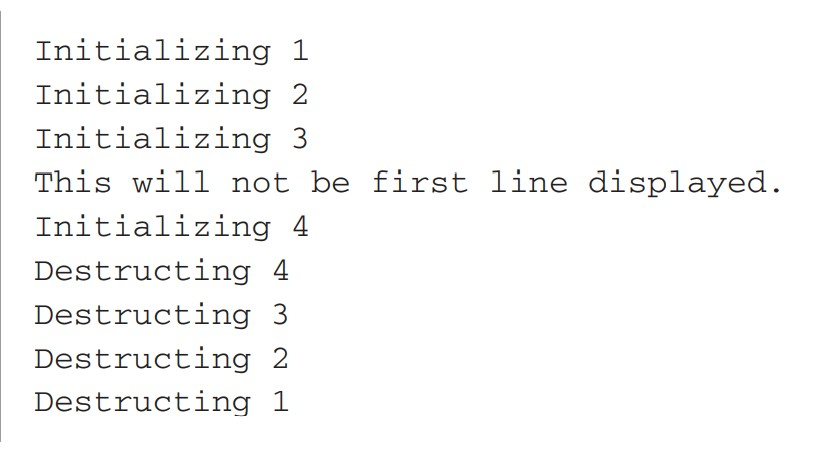 Initializing 1
Initializing 2
Initializing 3
This will not be first line displayed.
Initializing 4
Destructing 4
Destructing 3
Destructing 2
Destructing 1